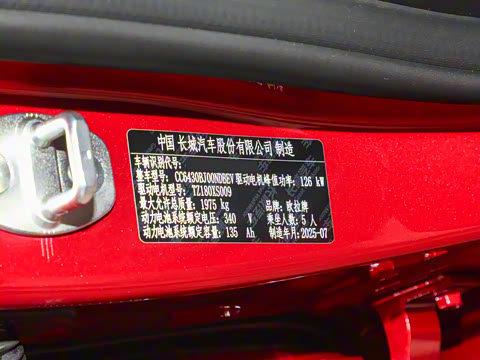 中国 长城汽车股份有限公司 制造
车辆识别代号:
整车型号: CC6430BJ00NDBEV 驱动电机峰值功率: 126 kW
驱动电机型号: TZ180XS009
最大允许总质量: 1975 kg 品牌: 欧拉牌
动力电池系统额定电压: 340 V 乘坐人数: 5 人
动力电池系统额定容量: 135 Ah 制造年月: 2025-07